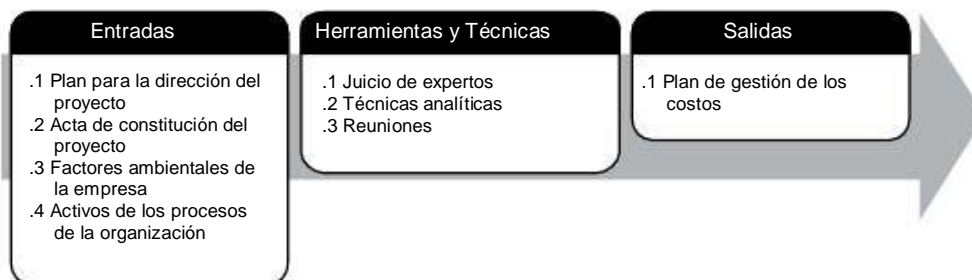 Entradas
.1 Plan para la dirección del
proyecto
.2 Acta de constitución del
proyecto
.3 Factores ambientales de
la empresa
.4 Activos de los procesos
de la organización
Herramientas y Técnicas
.1 Juicio de expertos
.2 Técnicas analíticas
.3 Reuniones
Salidas
.1 Plan de gestión de los
costos